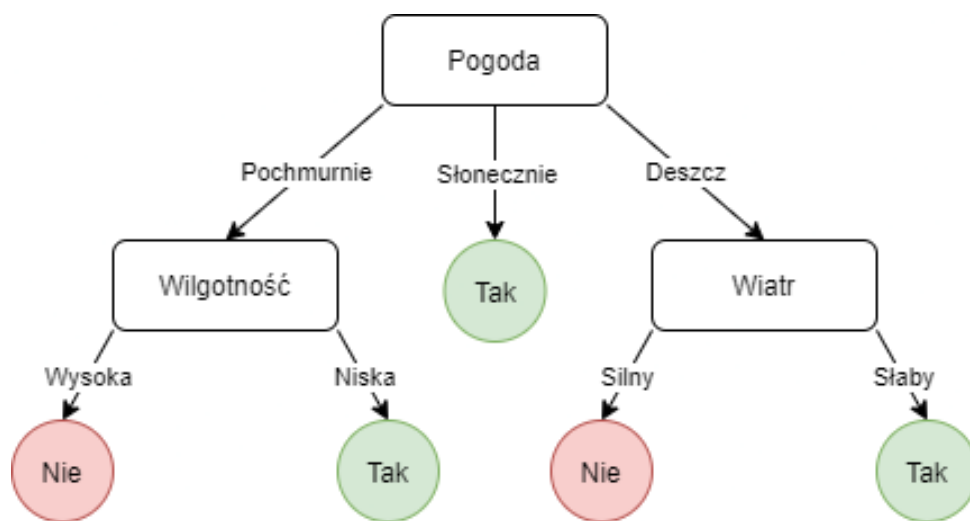 Pogoda
Pochmurnie
Słonecznie
Deszcz
Wilgotność
Tak
Wiatr
Wysoka
Niska
Silny
Słaby
Nie
Tak
Nie
Tak